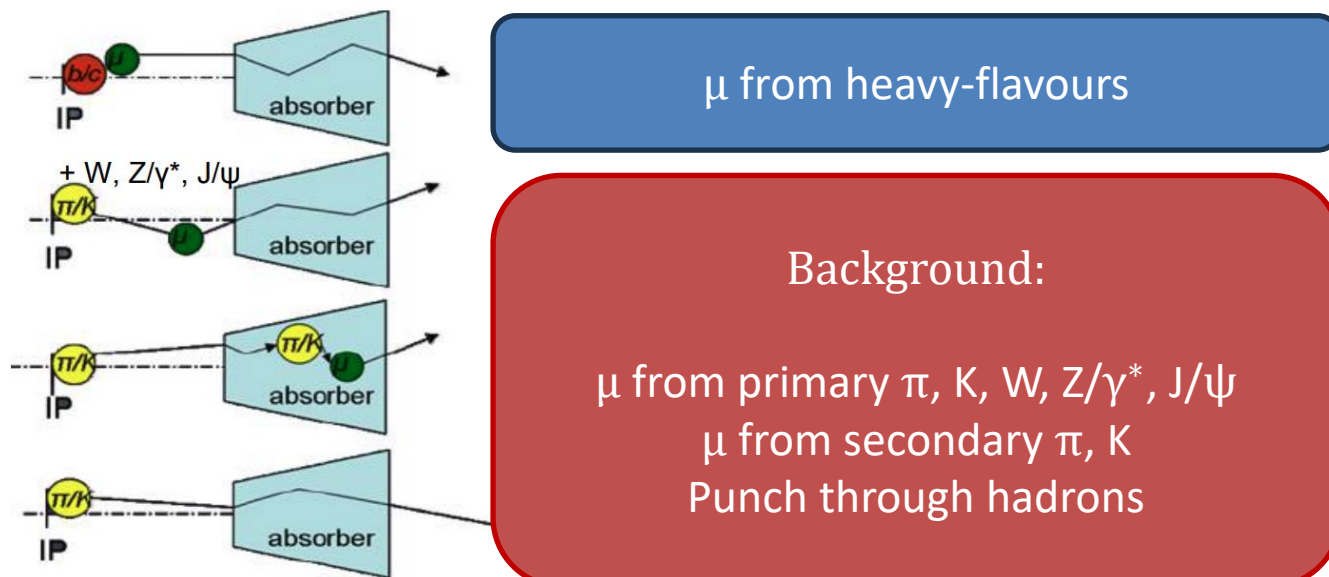 b/c μ
absorber
IP
+ W, Z/γ*, J/ψ
π/K
μ
absorber
IP
π/K
π/K
μ
absorber
IP
π/K
absorber
IP
μ from heavy-flavours
Background:
μ from primary π, K, W, Z/γ*, J/ψ
μ from secondary π, K
Punch through hadrons